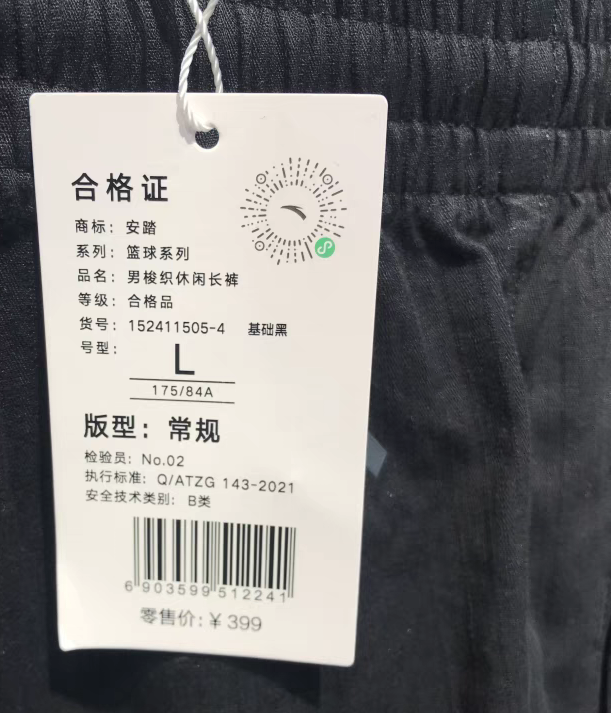 合格证
商标：安踏
系列：篮球系列
品名：男梭织休闲长裤
等级：合格品
货号：152411505-4 基础黑
号型：L
175/84A
版型：常规
检验员：No.02
执行标准：Q/ATZG 143-2021
安全技术类别：B类
6 903599 512241
零售价:￥399